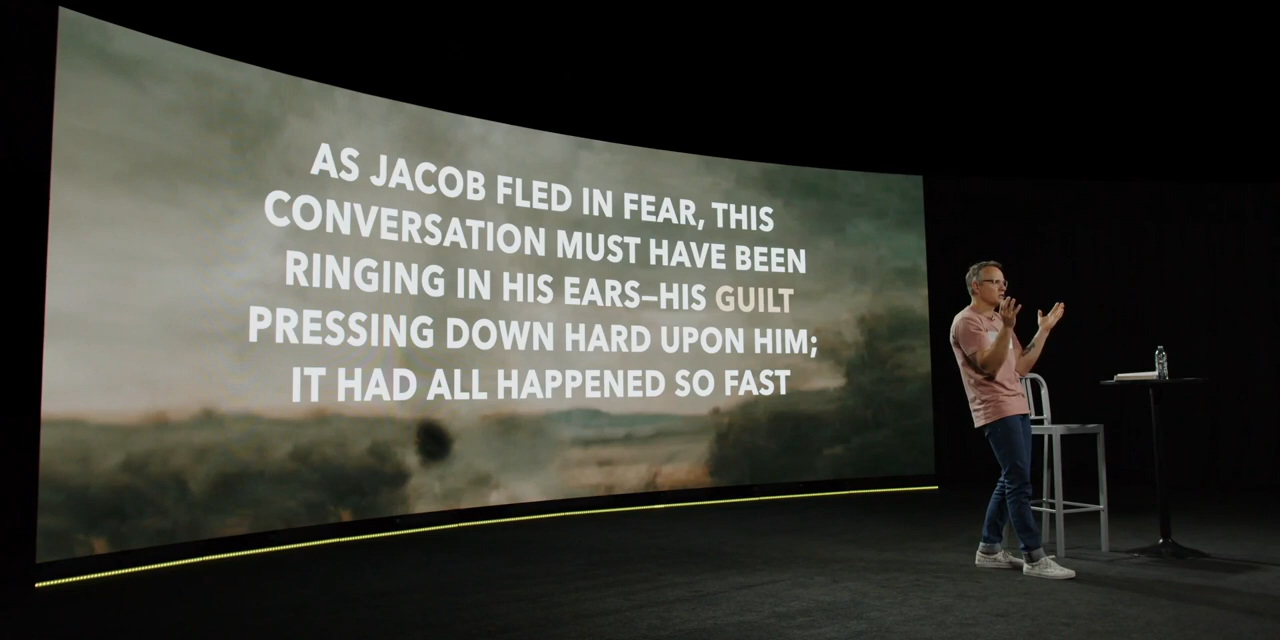 AS JACOB FLED IN FEAR, THIS
CONVERSATION MUST HAVE BEEN
RINGING IN HIS EARS–HIS GUILT
PRESSING DOWN HARD UPON HIM;
IT HAD ALL HAPPENED SO FAST